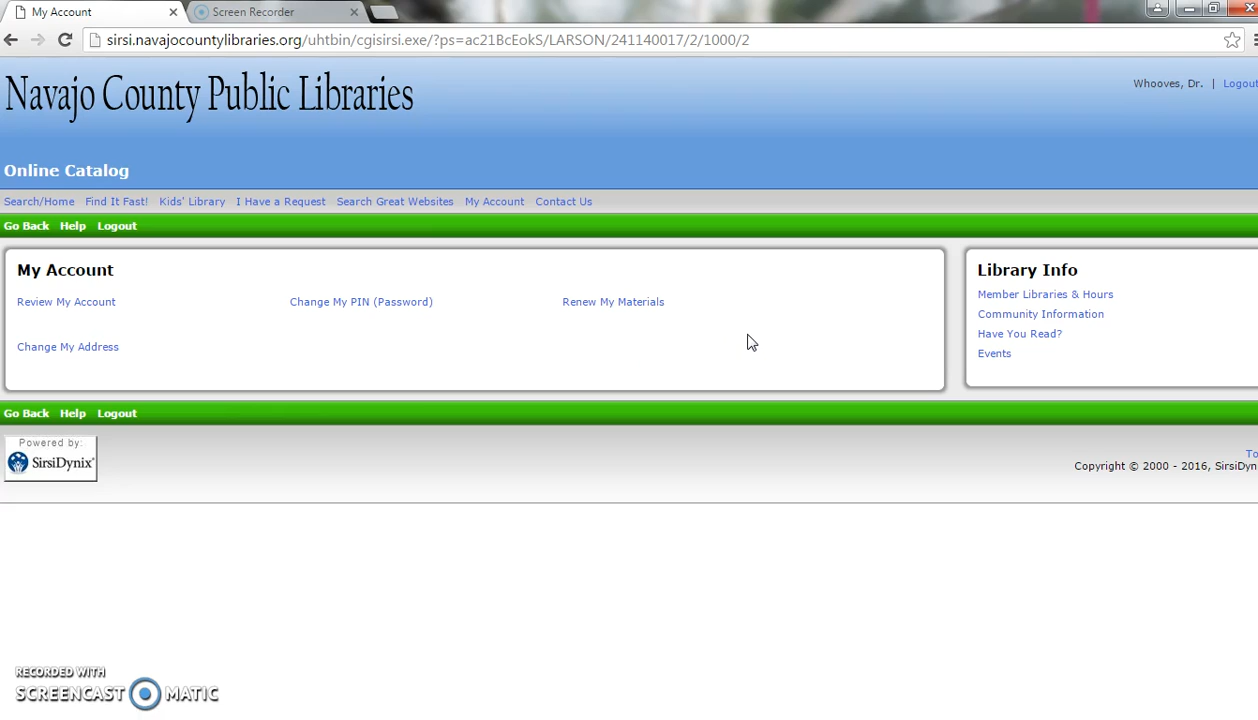 My Account
Screen Recorder
sirsi.navajocountylibraries.org/uhtbin/cgisirsi.exe/?ps=ac21BcEokS/LARSON/241140017/2/1000/2
Navajo County Public Libraries
Whooves, Dr. | Logout
Online Catalog
Search/Home Find It Fast! Kids' Library I Have a Request Search Great Websites My Account Contact Us
Go Back Help Logout
My Account
Review My Account Change My PIN (Password) Renew My Materials
Change My Address
Library Info
Member Libraries & Hours
Community Information
Have You Read?
Events
Go Back Help Logout
Powered by:
SirsiDynix
To
Copyright © 2000 - 2016, SirsiDyn
RECORDED WITH
SCREENCAST MATIC